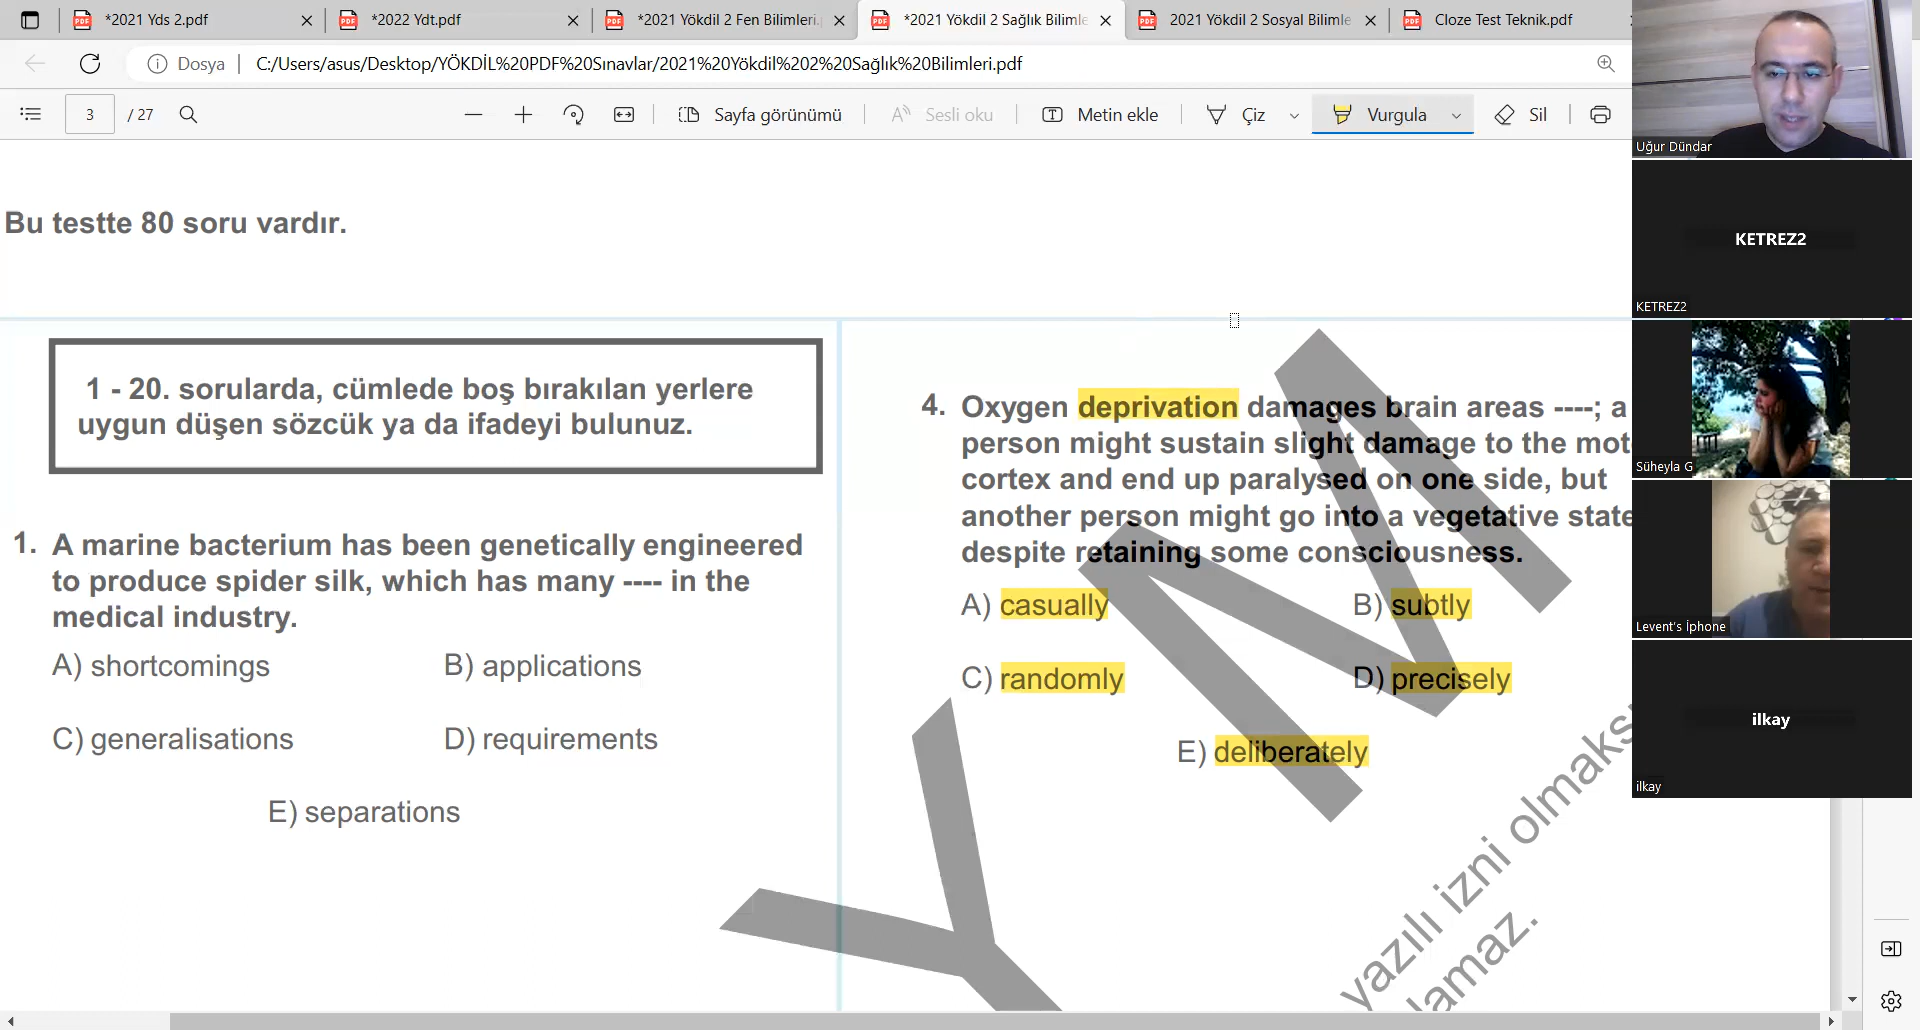 *2021 Yds 2.pdf
*2022 Ydt.pdf
*2021 Yökdil 2 Fen Bilimleri.
*2021 Yökdil 2 Sağlık Bilimle
2021 Yökdil 2 Sosyal Bilimle
Cloze Test Teknik.pdf
Dosya
C:/Users/asus/Desktop/YÖKDİL%20PDF%20Sınavlar/2021%20Yökdil%202%20Sağlık%20Bilimleri.pdf
3 / 27
Sayfa görünümü
Sesli oku
Metin ekle
Çiz
Vurgula
Sil
Bu testte 80 soru vardır.
1 - 20. sorularda, cümlede boş bırakılan yerlere
uygun düşen sözcük ya da ifadeyi bulunuz.
1. A marine bacterium has been genetically engineered
to produce spider silk, which has many ---- in the
medical industry.
A) shortcomings
B) applications
C) generalisations
D) requirements
E) separations
4. Oxygen deprivation damages brain areas ----; a
person might sustain slight damage to the mot
cortex and end up paralysed on one side, but
another person might go into a vegetative state
despite retaining some consciousness.
A) casually
B) subtly
C) randomly
D) precisely
E) deliberately
Y M
yazılı izni olmaks
lamaz.
Uğur Dündar
KETREZ2
KETREZ2
Süheyla G
Levent's İphone
ilkay
ilkay